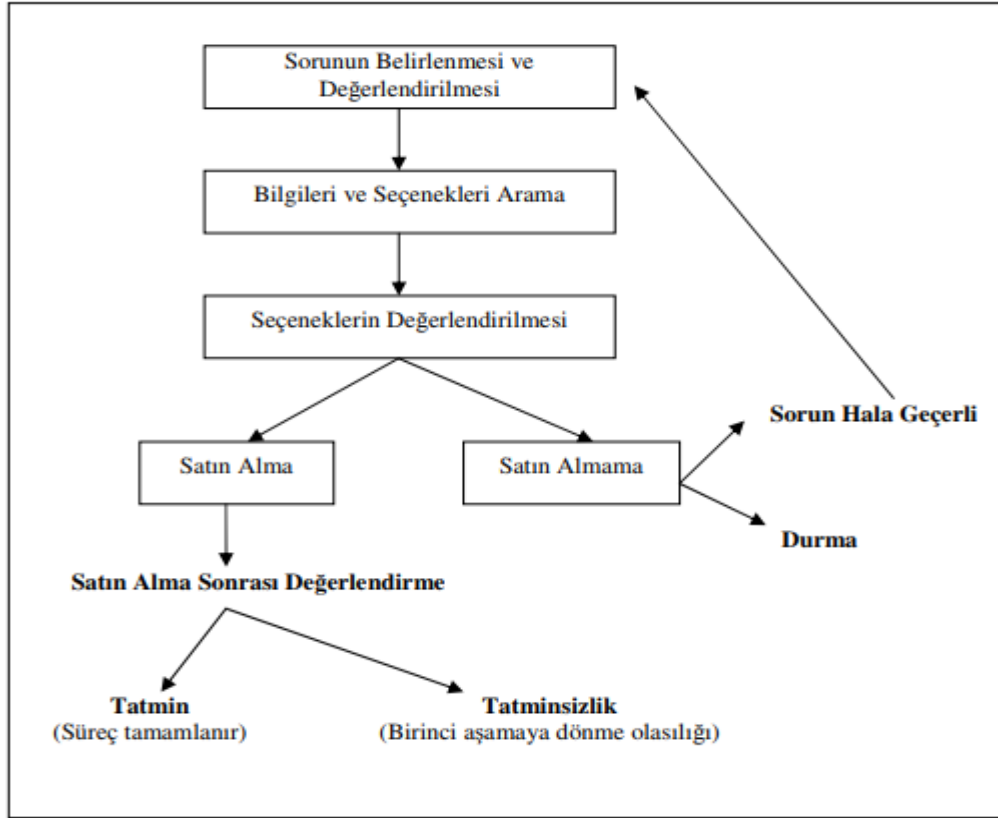 Sorunun Belirlenmesi ve
Değerlendirilmesi
Bilgileri ve Seçenekleri Arama
Seçeneklerin Değerlendirilmesi
Sorun Hala Geçerli
Satın Alma
Satın Almama
Durma
Satın Alma Sonrası Değerlendirme
Tatmin
(Süreç tamamlanır)
Tatminsizlik
(Birinci aşamaya dönme olasılığı)